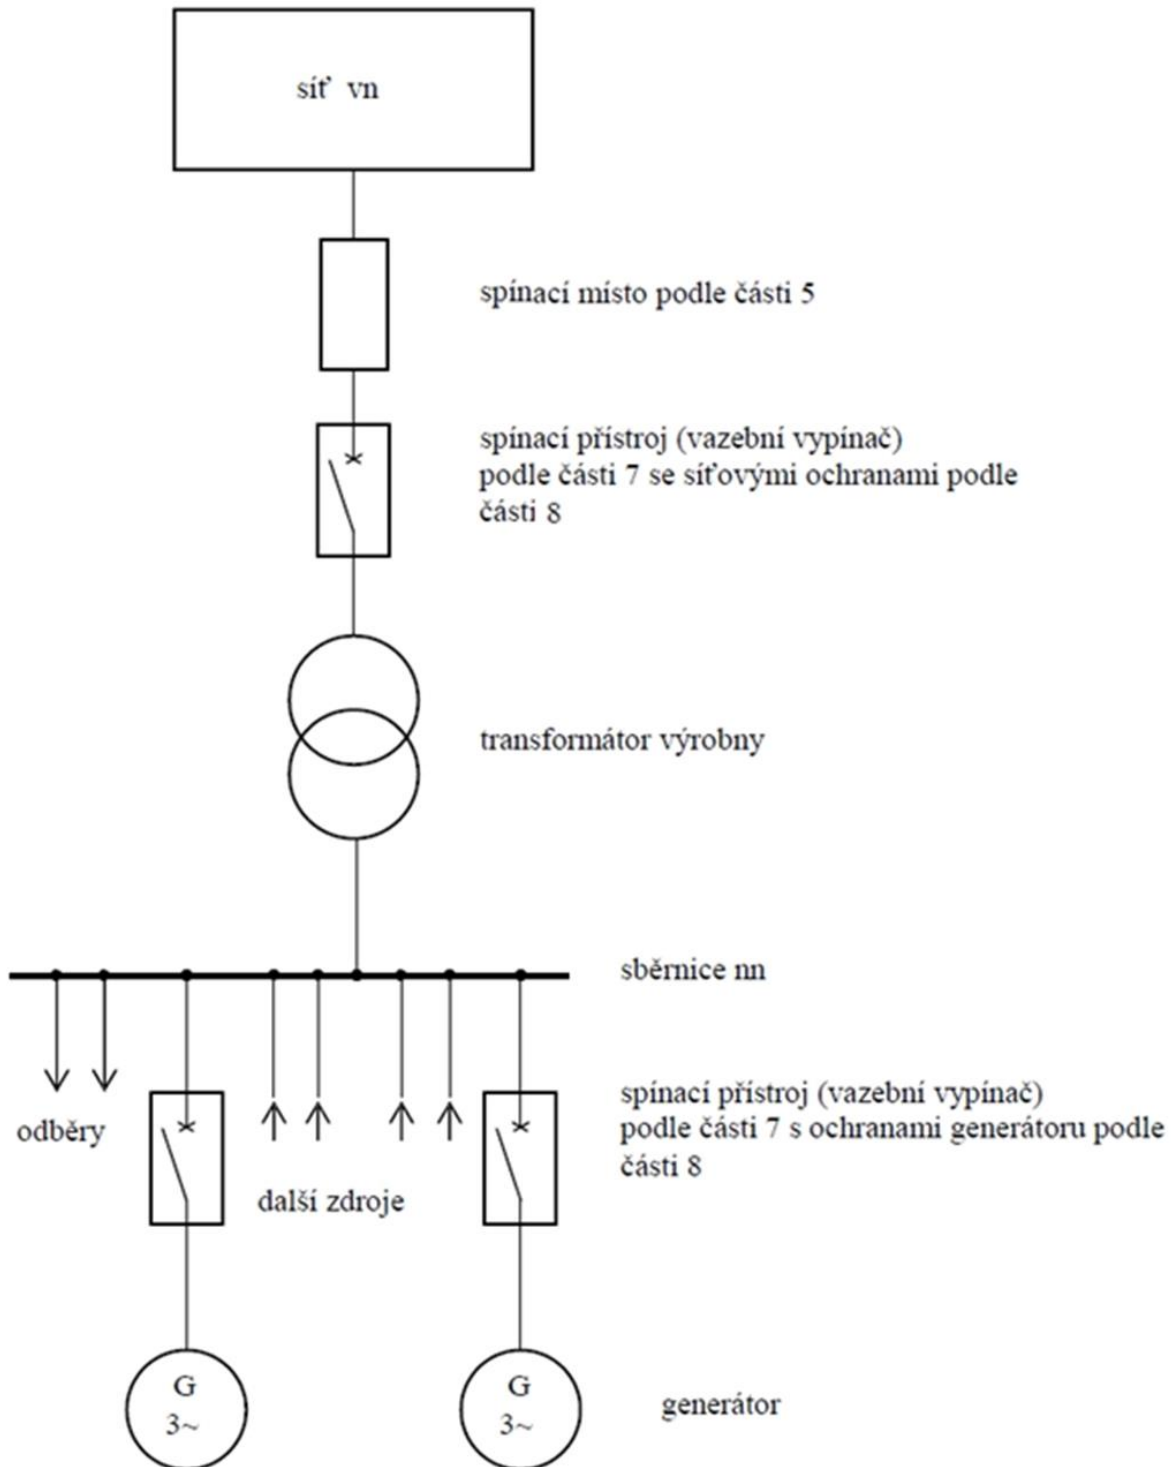 síť vn
spínací místo podle části 5
spínací přístroj (vazební vypínač)
podle části 7 se síťovými ochranami podle
části 8
transformátor výrobny
sběrnice nn
spínací přístroj (vazební vypínač)
podle části 7 s ochranami generátoru podle
části 8
odběry
další zdroje
G
3~
G
3~
generátor